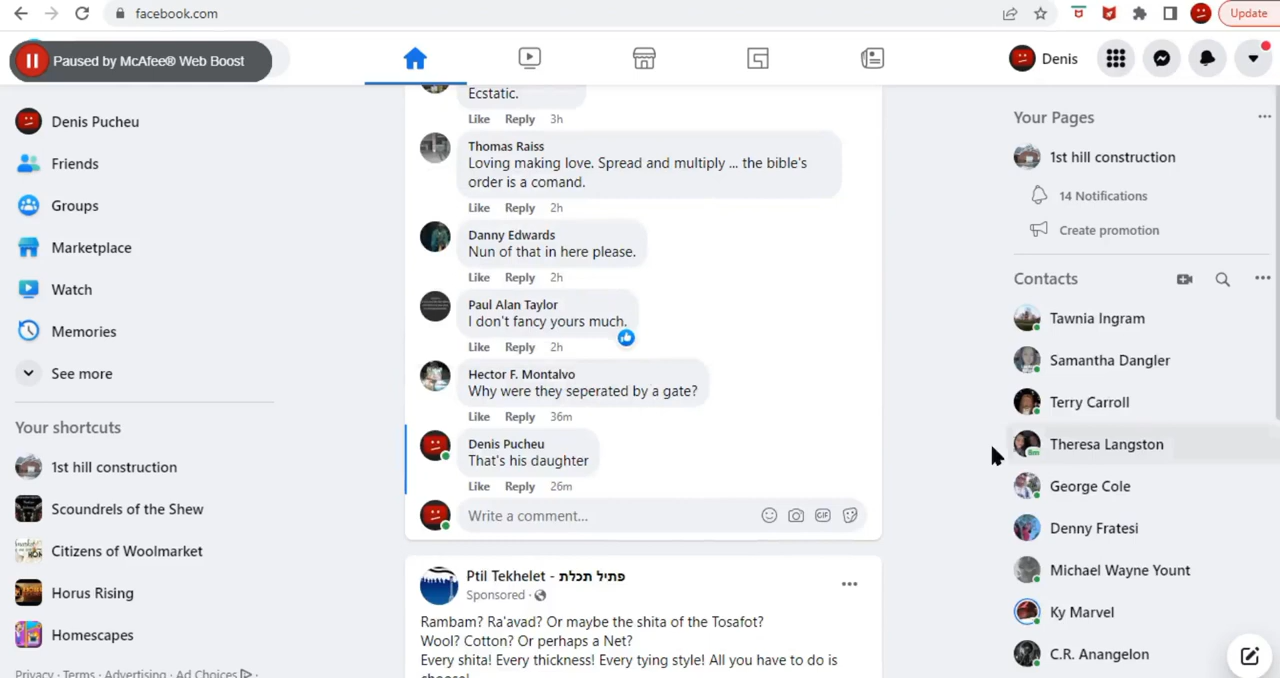 facebook.com
Update
Paused by McAfee® Web Boost
Denis
Denis Pucheu
Friends
Groups
Marketplace
Watch
Memories
See more
Your shortcuts
1st hill construction
Scoundrels of the Shew
Citizens of Woolmarket
Horus Rising
Homescapes
Privacy · Terms · Advertising · Ad Choices ·
Ecstatic.
Like Reply 3h
Thomas Raiss
Loving making love. Spread and multiply ... the bible's
order is a comand.
Like Reply 2h
Danny Edwards
Nun of that in here please.
Like Reply 2h
Paul Alan Taylor
I don't fancy yours much.
Like Reply 2h
Hector F. Montalvo
Why were they seperated by a gate?
Like Reply 36m
Denis Pucheu
That's his daughter
Like Reply 26m
Write a comment...
GIF
Ptil Tekhelet - פתיל תכלת
Sponsored ·
Rambam? Ra'avad? Or maybe the shita of the Tosafot?
Wool? Cotton? Or perhaps a Net?
Every shita! Every thickness! Every tying style! All you have to do is
choose!
Your Pages
1st hill construction
14 Notifications
Create promotion
Contacts
Tawnia Ingram
Samantha Dangler
Terry Carroll
Theresa Langston
George Cole
Denny Fratesi
Michael Wayne Yount
Ky Marvel
C.R. Anangelon